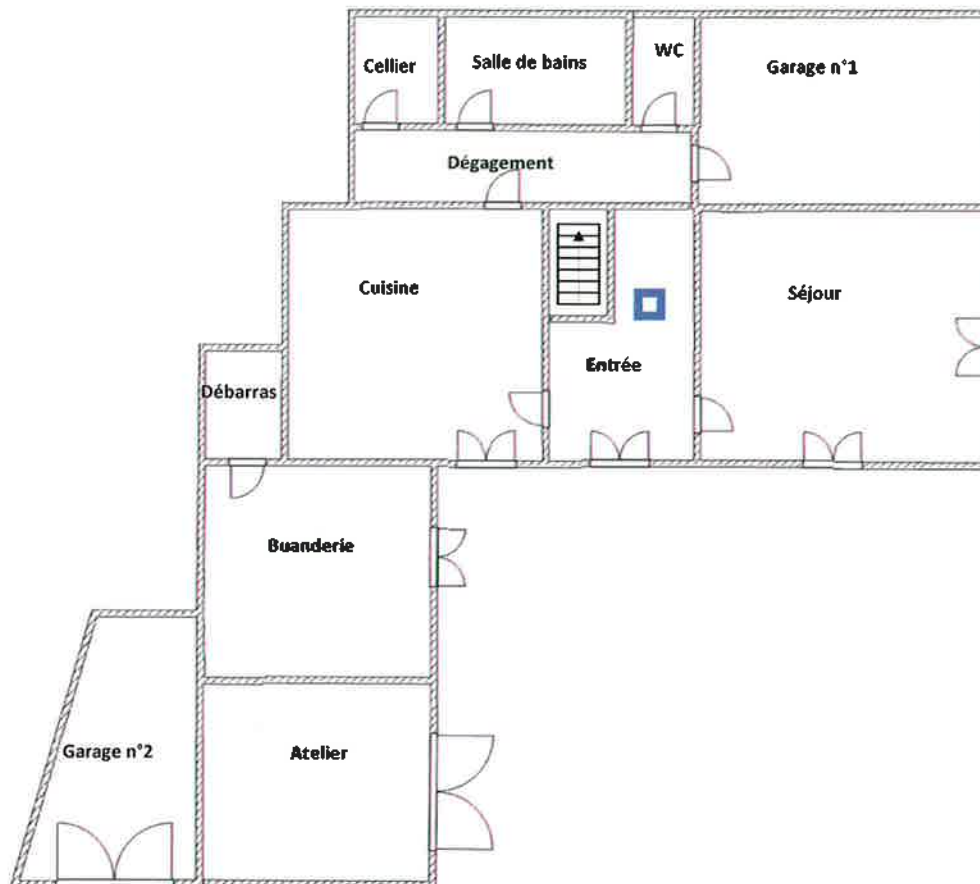 Cellier
Salle de bains
WC
Garage n°1
Dégagement
Cuisine
Séjour
Entrée
Débarras
Buanderie
Garage n°2
Atelier